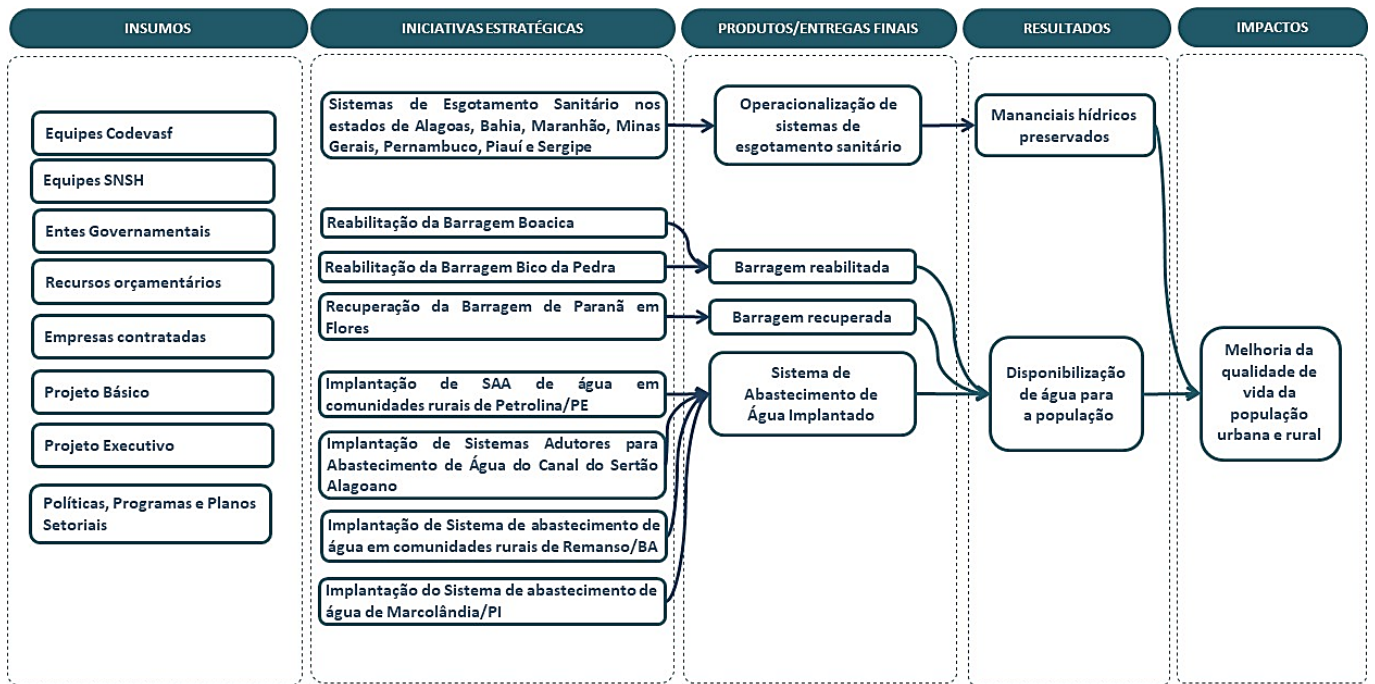 INSUMOS
INICIATIVAS ESTRATÉGICAS
PRODUTOS/ENTREGAS FINAIS
RESULTADOS
IMPACTOS
Equipes Codevasf
Equipes SNSH
Entes Governamentais
Recursos orçamentários
Empresas contratadas
Projeto Básico
Projeto Executivo
Políticas, Programas e Planos
Setoriais
Sistemas de Esgotamento Sanitário nos
estados de Alagoas, Bahia, Maranhão, Minas
Gerais, Pernambuco, Piauí e Sergipe
Reabilitação da Barragem Boacica
Reabilitação da Barragem Bico da Pedra
Recuperação da Barragem de Paranã em
Flores
Implantação de SAA de água em
comunidades rurais de Petrolina/PE
Implantação de Sistemas Adutores para
Abastecimento de Água do Canal do Sertão
Alagoano
Implantação de Sistema de abastecimento de
água em comunidades rurais de Remanso/BA
Implantação do Sistema de abastecimento de
água de Marcolândia/PI
Operacionalização de
sistemas de
esgotamento sanitário
Barragem reabilitada
Barragem recuperada
Sistema de
Abastecimento de
Água Implantado
Mananciais hídricos
preservados
Disponibilização
de água para
a população
Melhoria da
qualidade de
vida da
população
urbana e rural